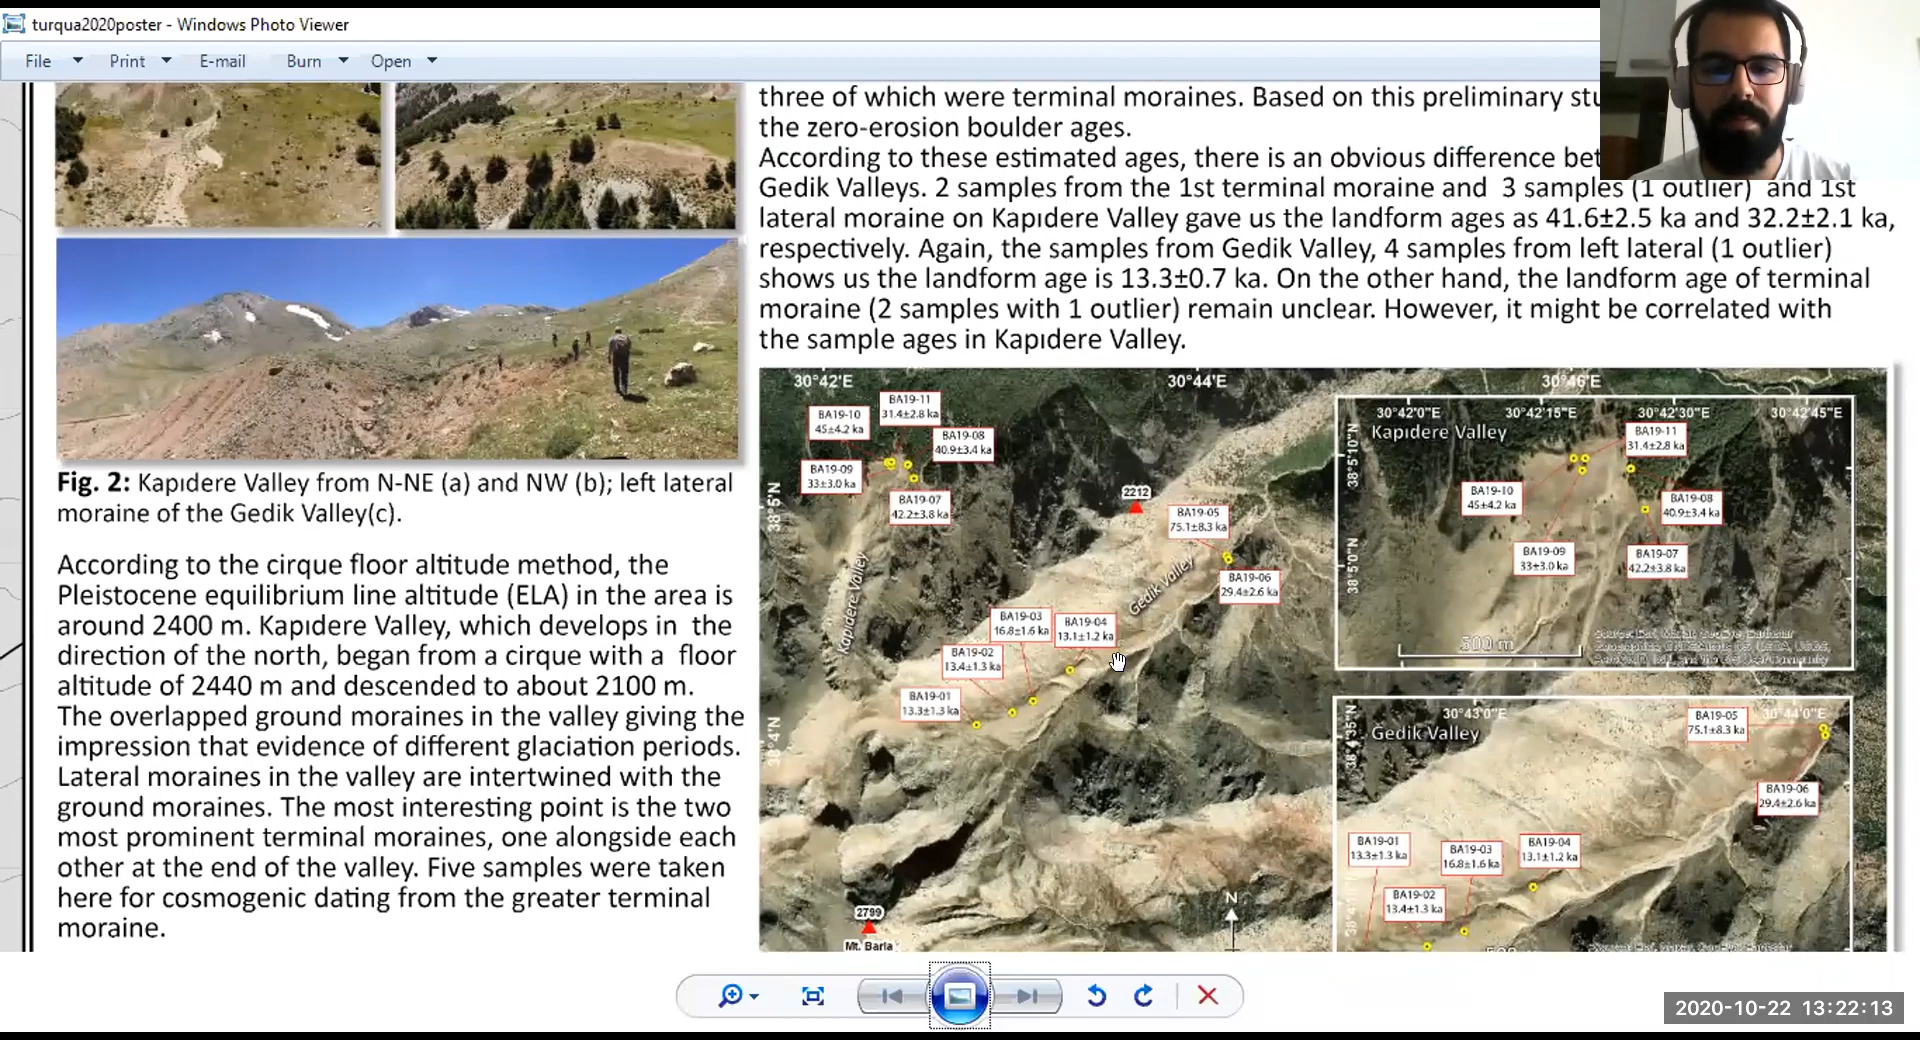 turqua2020poster - Windows Photo Viewer
File Print E-mail Burn Open
Fig. 2: Kapıdere Valley from N-NE (a) and NW (b); left lateral
moraine of the Gedik Valley(c).
According to the cirque floor altitude method, the
Pleistocene equilibrium line altitude (ELA) in the area is
around 2400 m. Kapıdere Valley, which develops in the
direction of the north, began from a cirque with a floor
altitude of 2440 m and descended to about 2100 m.
The overlapped ground moraines in the valley giving the
impression that evidence of different glaciation periods.
Lateral moraines in the valley are intertwined with the
ground moraines. The most interesting point is the two
most prominent terminal moraines, one alongside each
other at the end of the valley. Five samples were taken
here for cosmogenic dating from the greater terminal
moraine.
three of which were terminal moraines. Based on this preliminary
the zero-erosion boulder ages.
According to these estimated ages, there is an obvious difference
Gedik Valleys. 2 samples from the 1st terminal moraine and 3 samples (1 outlier) and 1st
lateral moraine on Kapıdere Valley gave us the landform ages as 41.6±2.5 ka and 32.2±2.1 ka,
respectively. Again, the samples from Gedik Valley, 4 samples from left lateral (1 outlier)
shows us the landform age is 13.3±0.7 ka. On the other hand, the landform age of terminal
moraine (2 samples with 1 outlier) remain unclear. However, it might be correlated with
the sample ages in Kapıdere Valley.
30°42'E 30°44'E 30°46'E
BA19-11
31.4±2.8 ka
BA19-10
45±4.2 ka
BA19-08
40.9±3.4 ka
BA19-09
33±3.0 ka
BA19-07
42.2±3.8 ka
38°5'N
2212
BA19-05
75.1±8.3 ka
BA19-06
29.4±2.6 ka
Kapıdere Valley
Gedik Valley
BA19-03
16.8±1.6 ka
BA19-04
13.1±1.2 ka
BA19-02
13.4±1.3 ka
BA19-01
13.3±1.3 ka
38°4'N
2799
Mt. Barla
N
30°42'0"E 30°42'15"E 30°42'30"E 30°42'45"E
Kapıdere Valley
38°5'10"N
38°5'0"N
BA19-11
31.4±2.8 ka
BA19-10
45±4.2 ka
BA19-08
40.9±3.4 ka
BA19-09
33±3.0 ka
BA19-07
42.2±3.8 ka
500 m
30°43'0"E 30°44'0"E
Gedik Valley
38°4'35"N
BA19-05
75.1±8.3 ka
BA19-06
29.4±2.6 ka
BA19-01
13.3±1.3 ka
BA19-03
16.8±1.6 ka
BA19-04
13.1±1.2 ka
BA19-02
13.4±1.3 ka
2020-10-22 13:22:13